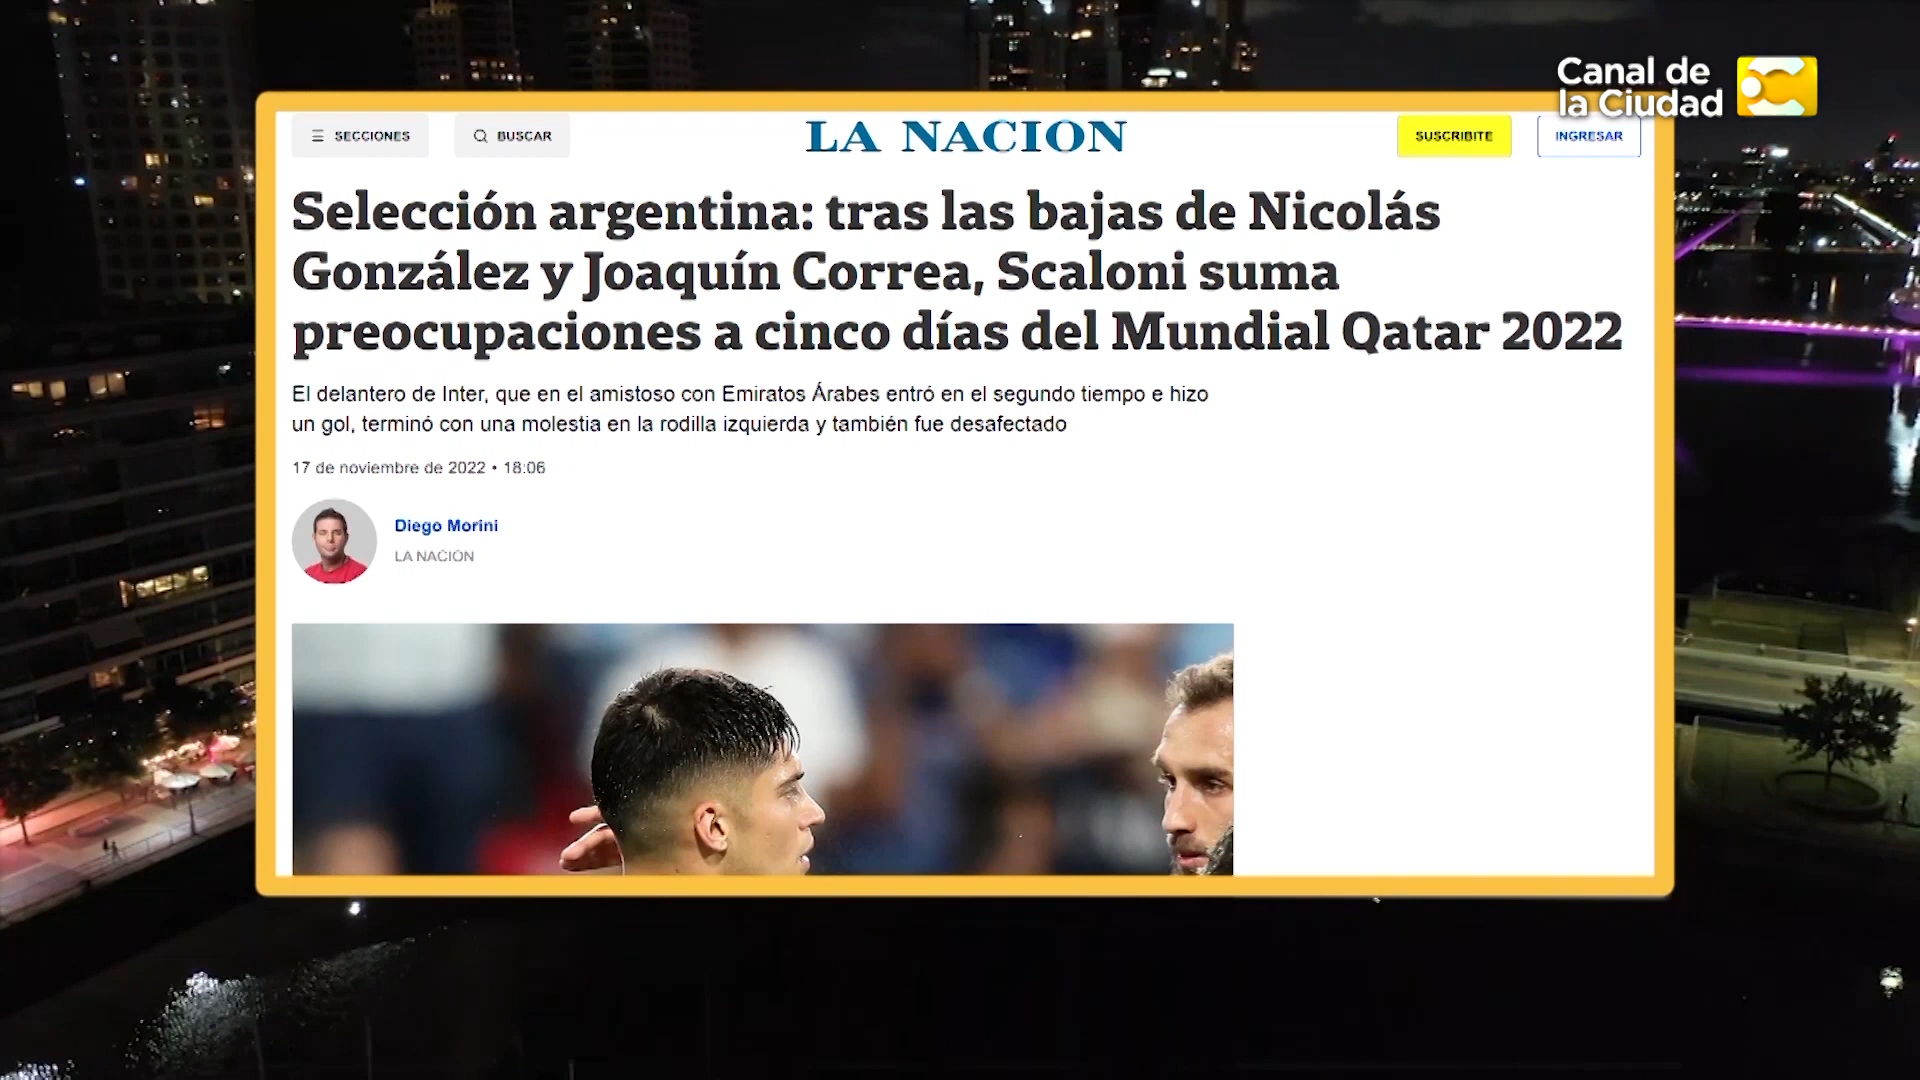 Canal de
la Ciudad
SECCIONES
BUSCAR
LA NACION
SUSCRIBITE
INGRESAR
Selección argentina: tras las bajas de Nicolás
González y Joaquín Correa, Scaloni suma
preocupaciones a cinco días del Mundial Qatar 2022
El delantero de Inter, que en el amistoso con Emiratos Árabes entró en el segundo tiempo e hizo
un gol, terminó con una molestia en la rodilla izquierda y también fue desafectado
17 de noviembre de 2022 • 18:06
Diego Morini
LA NACION